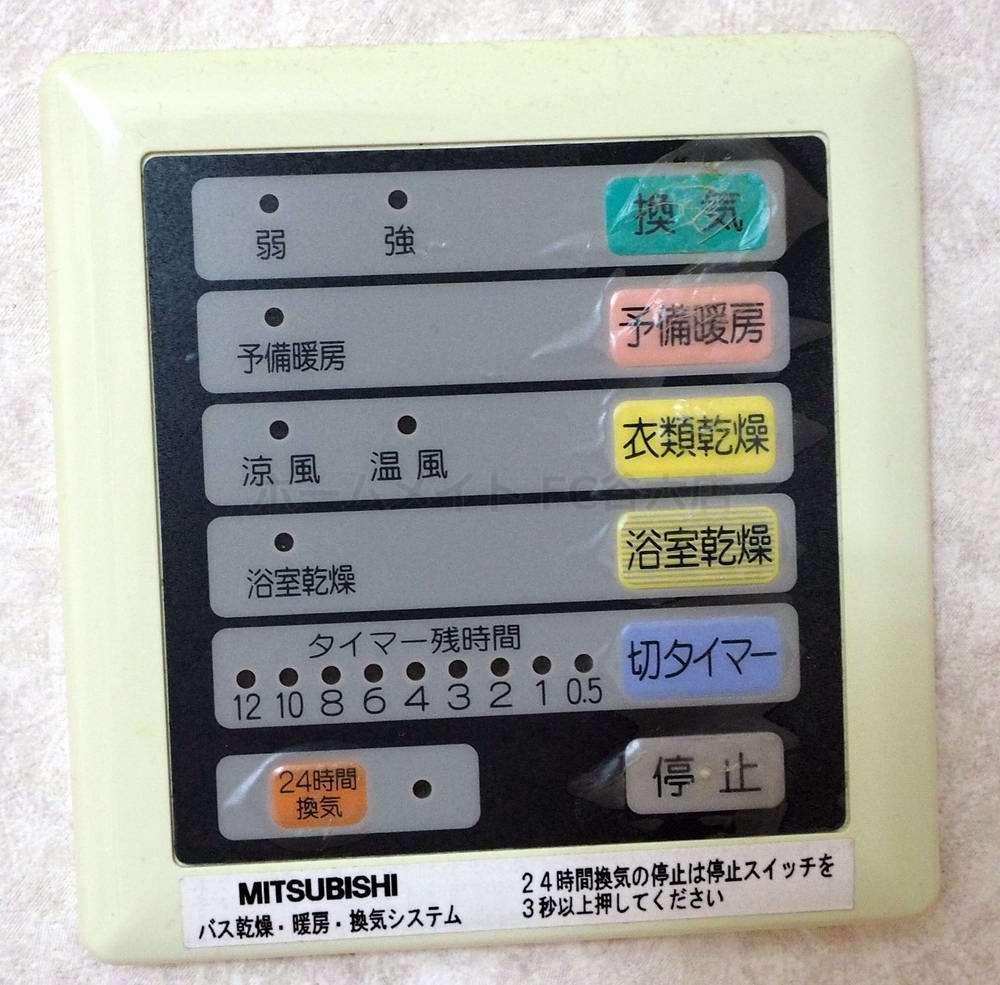 弱 強 換気
予備暖房 予備暖房
涼風 温風 衣類乾燥
浴室乾燥 浴室乾燥
タイマー残時間
切タイマー
12 10 8 6 4 3 2 1 0.5
24時間
換気
停止
MITSUBISHI
バス乾燥・暖房・換気システム
24時間換気の停止は停止スイッチを
3秒以上押してください